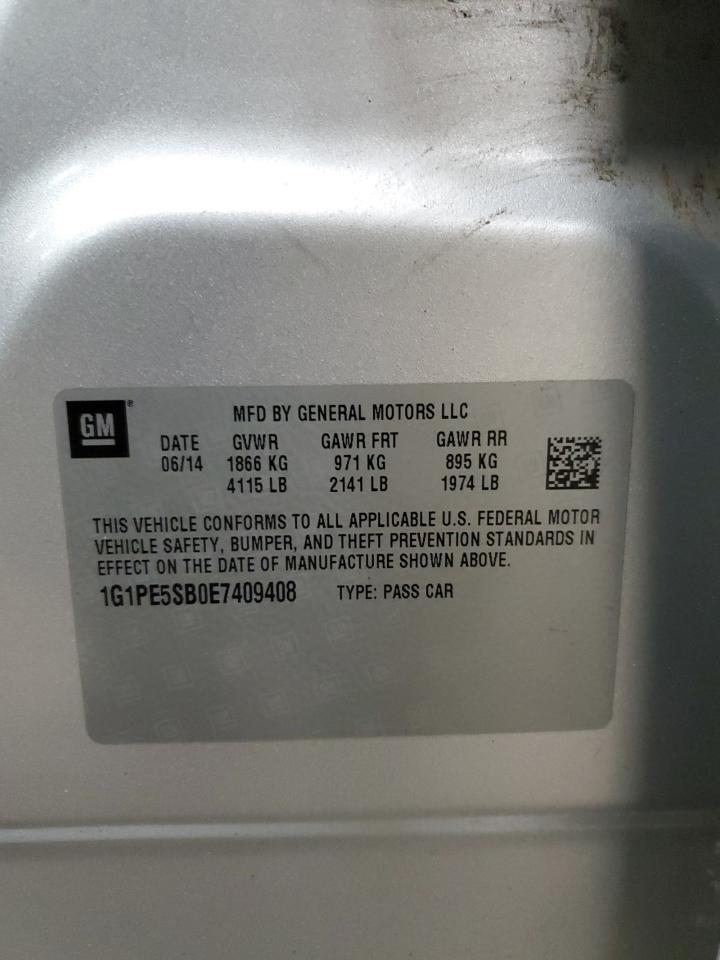 GM®
MFD BY GENERAL MOTORS LLC
DATE GVWR GAWR FRT GAWR RR
06/14 1866 KG 971 KG 895 KG
4115 LB 2141 LB 1974 LB
THIS VEHICLE CONFORMS TO ALL APPLICABLE U.S. FEDERAL MOTOR
VEHICLE SAFETY, BUMPER, AND THEFT PREVENTION STANDARDS IN
EFFECT ON THE DATE OF MANUFACTURE SHOWN ABOVE.
1G1PE5SB0E7409408 TYPE: PASS CAR